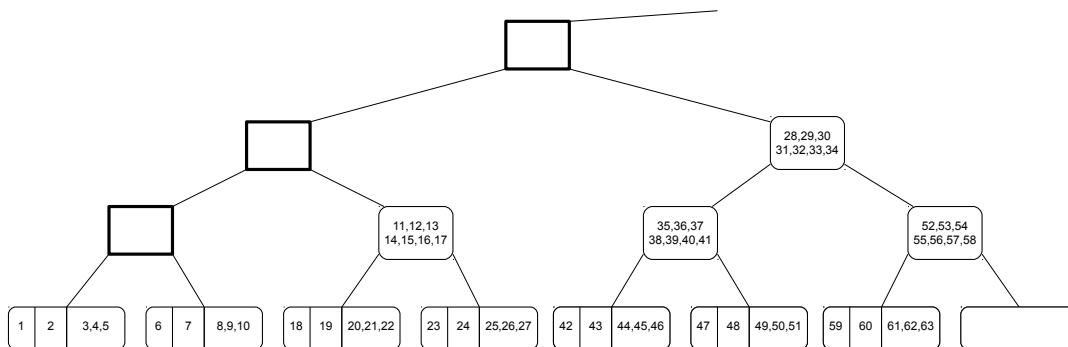 28,29,30
31,32,33,34
11,12,13
14,15,16,17
35,36,37
38,39,40,41
52,53,54
55,56,57,58
1 2 3,4,5
6 7 8,9,10
18 19 20,21,22
23 24 25,26,27
42 43 44,45,46
47 48 49,50,51
59 60 61,62,63